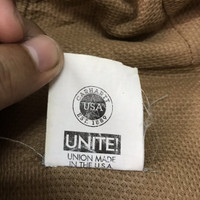 CARHARTT
USA
EST. 1889
UNITE!
UNION MADE
IN THE U.S.A.